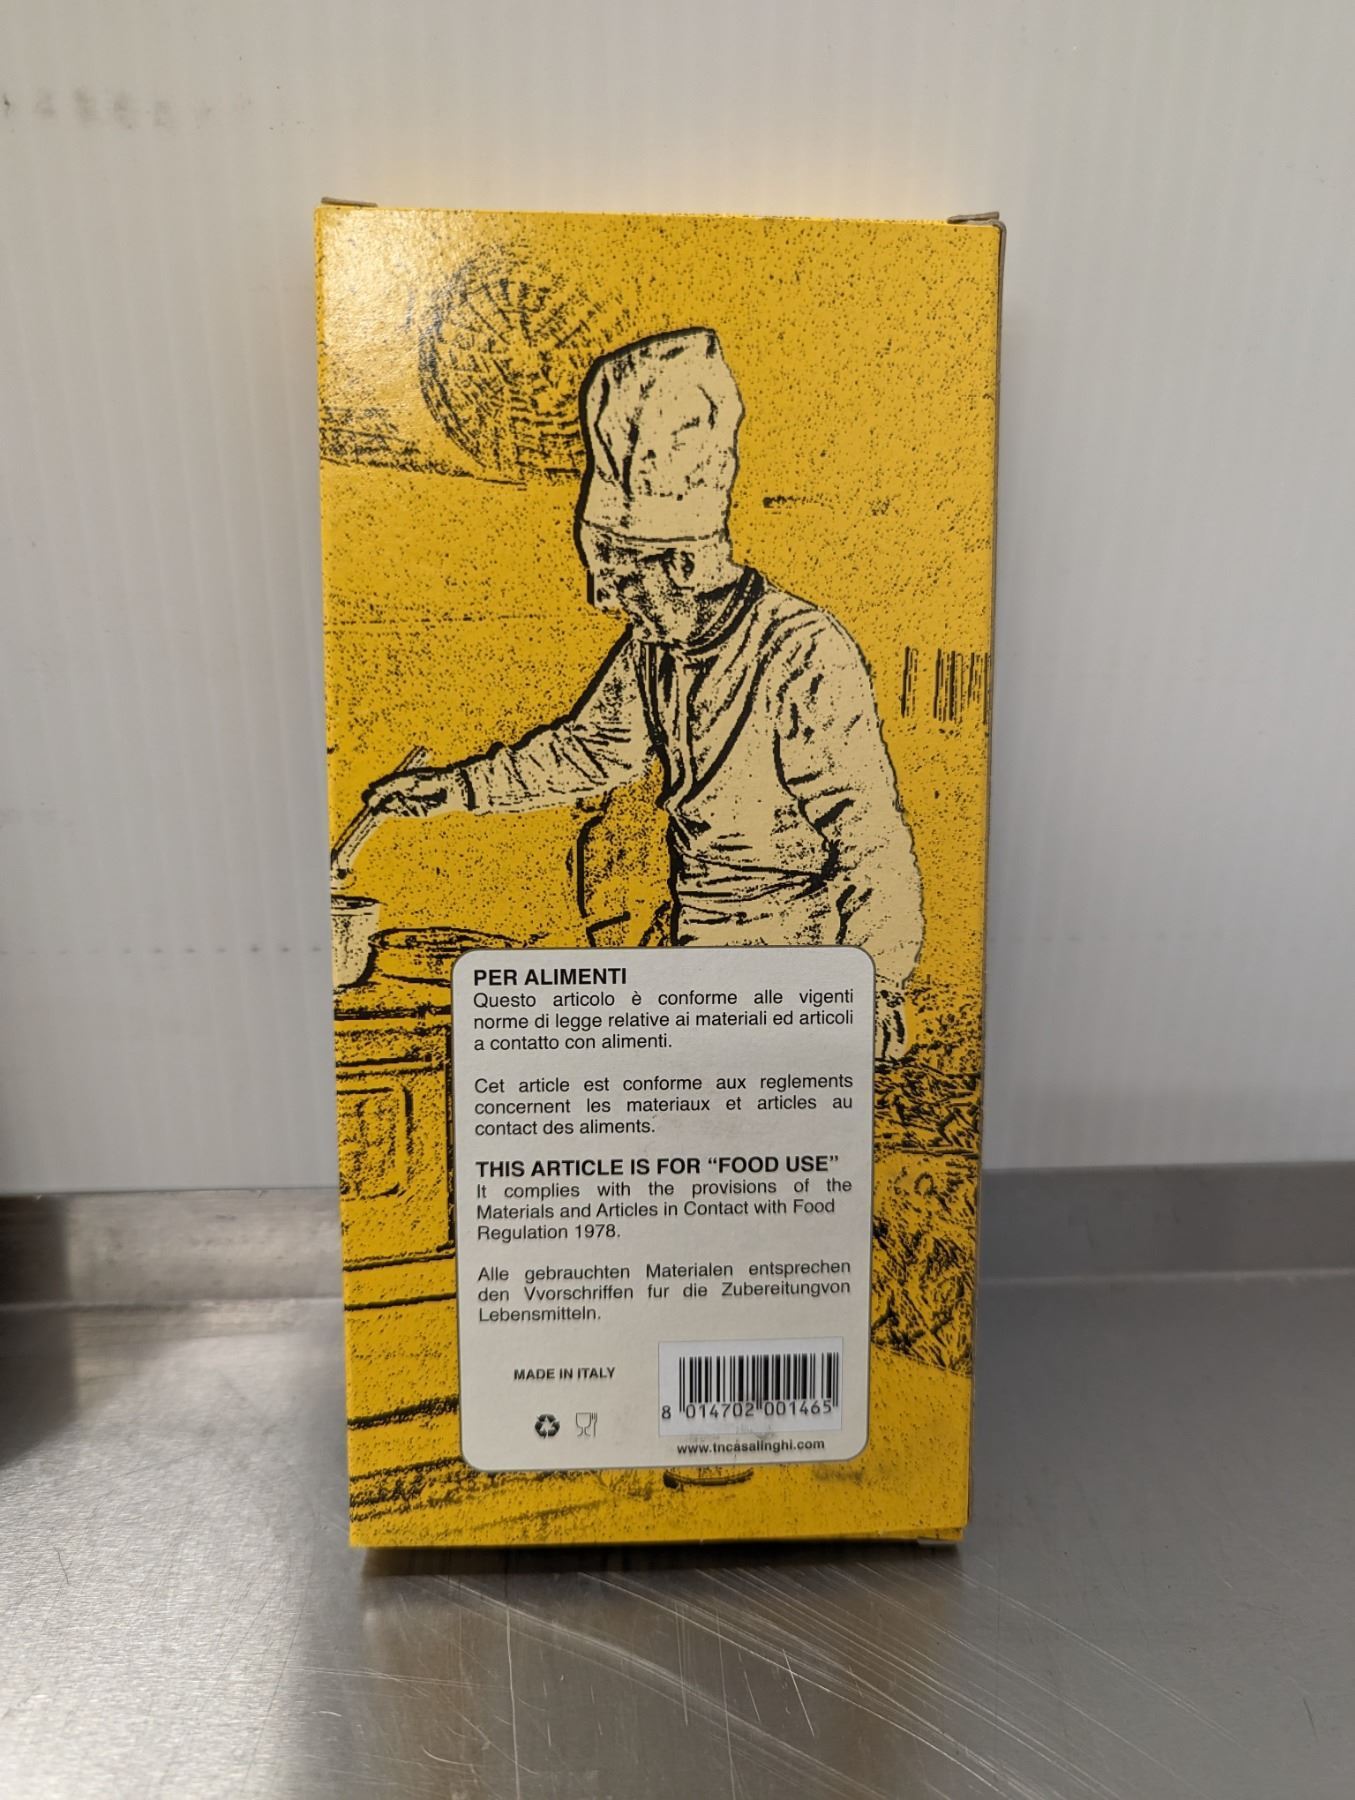 PER ALIMENTI
Questo articolo è conforme alle vigenti
norme di legge relative ai materiali ed articoli
a contatto con alimenti.
Cet article est conforme aux reglements
concernent les materiaux et articles au
contact des aliments.
THIS ARTICLE IS FOR “FOOD USE”
It complies with the provisions of the
Materials and Articles in Contact with Food
Regulation 1978.
Alle gebrauchten Materialen entsprechen
den Vvorschriffen fur die Zubereitungvon
Lebensmitteln.
MADE IN ITALY
8 014702 001465
www.tncasalinghi.com